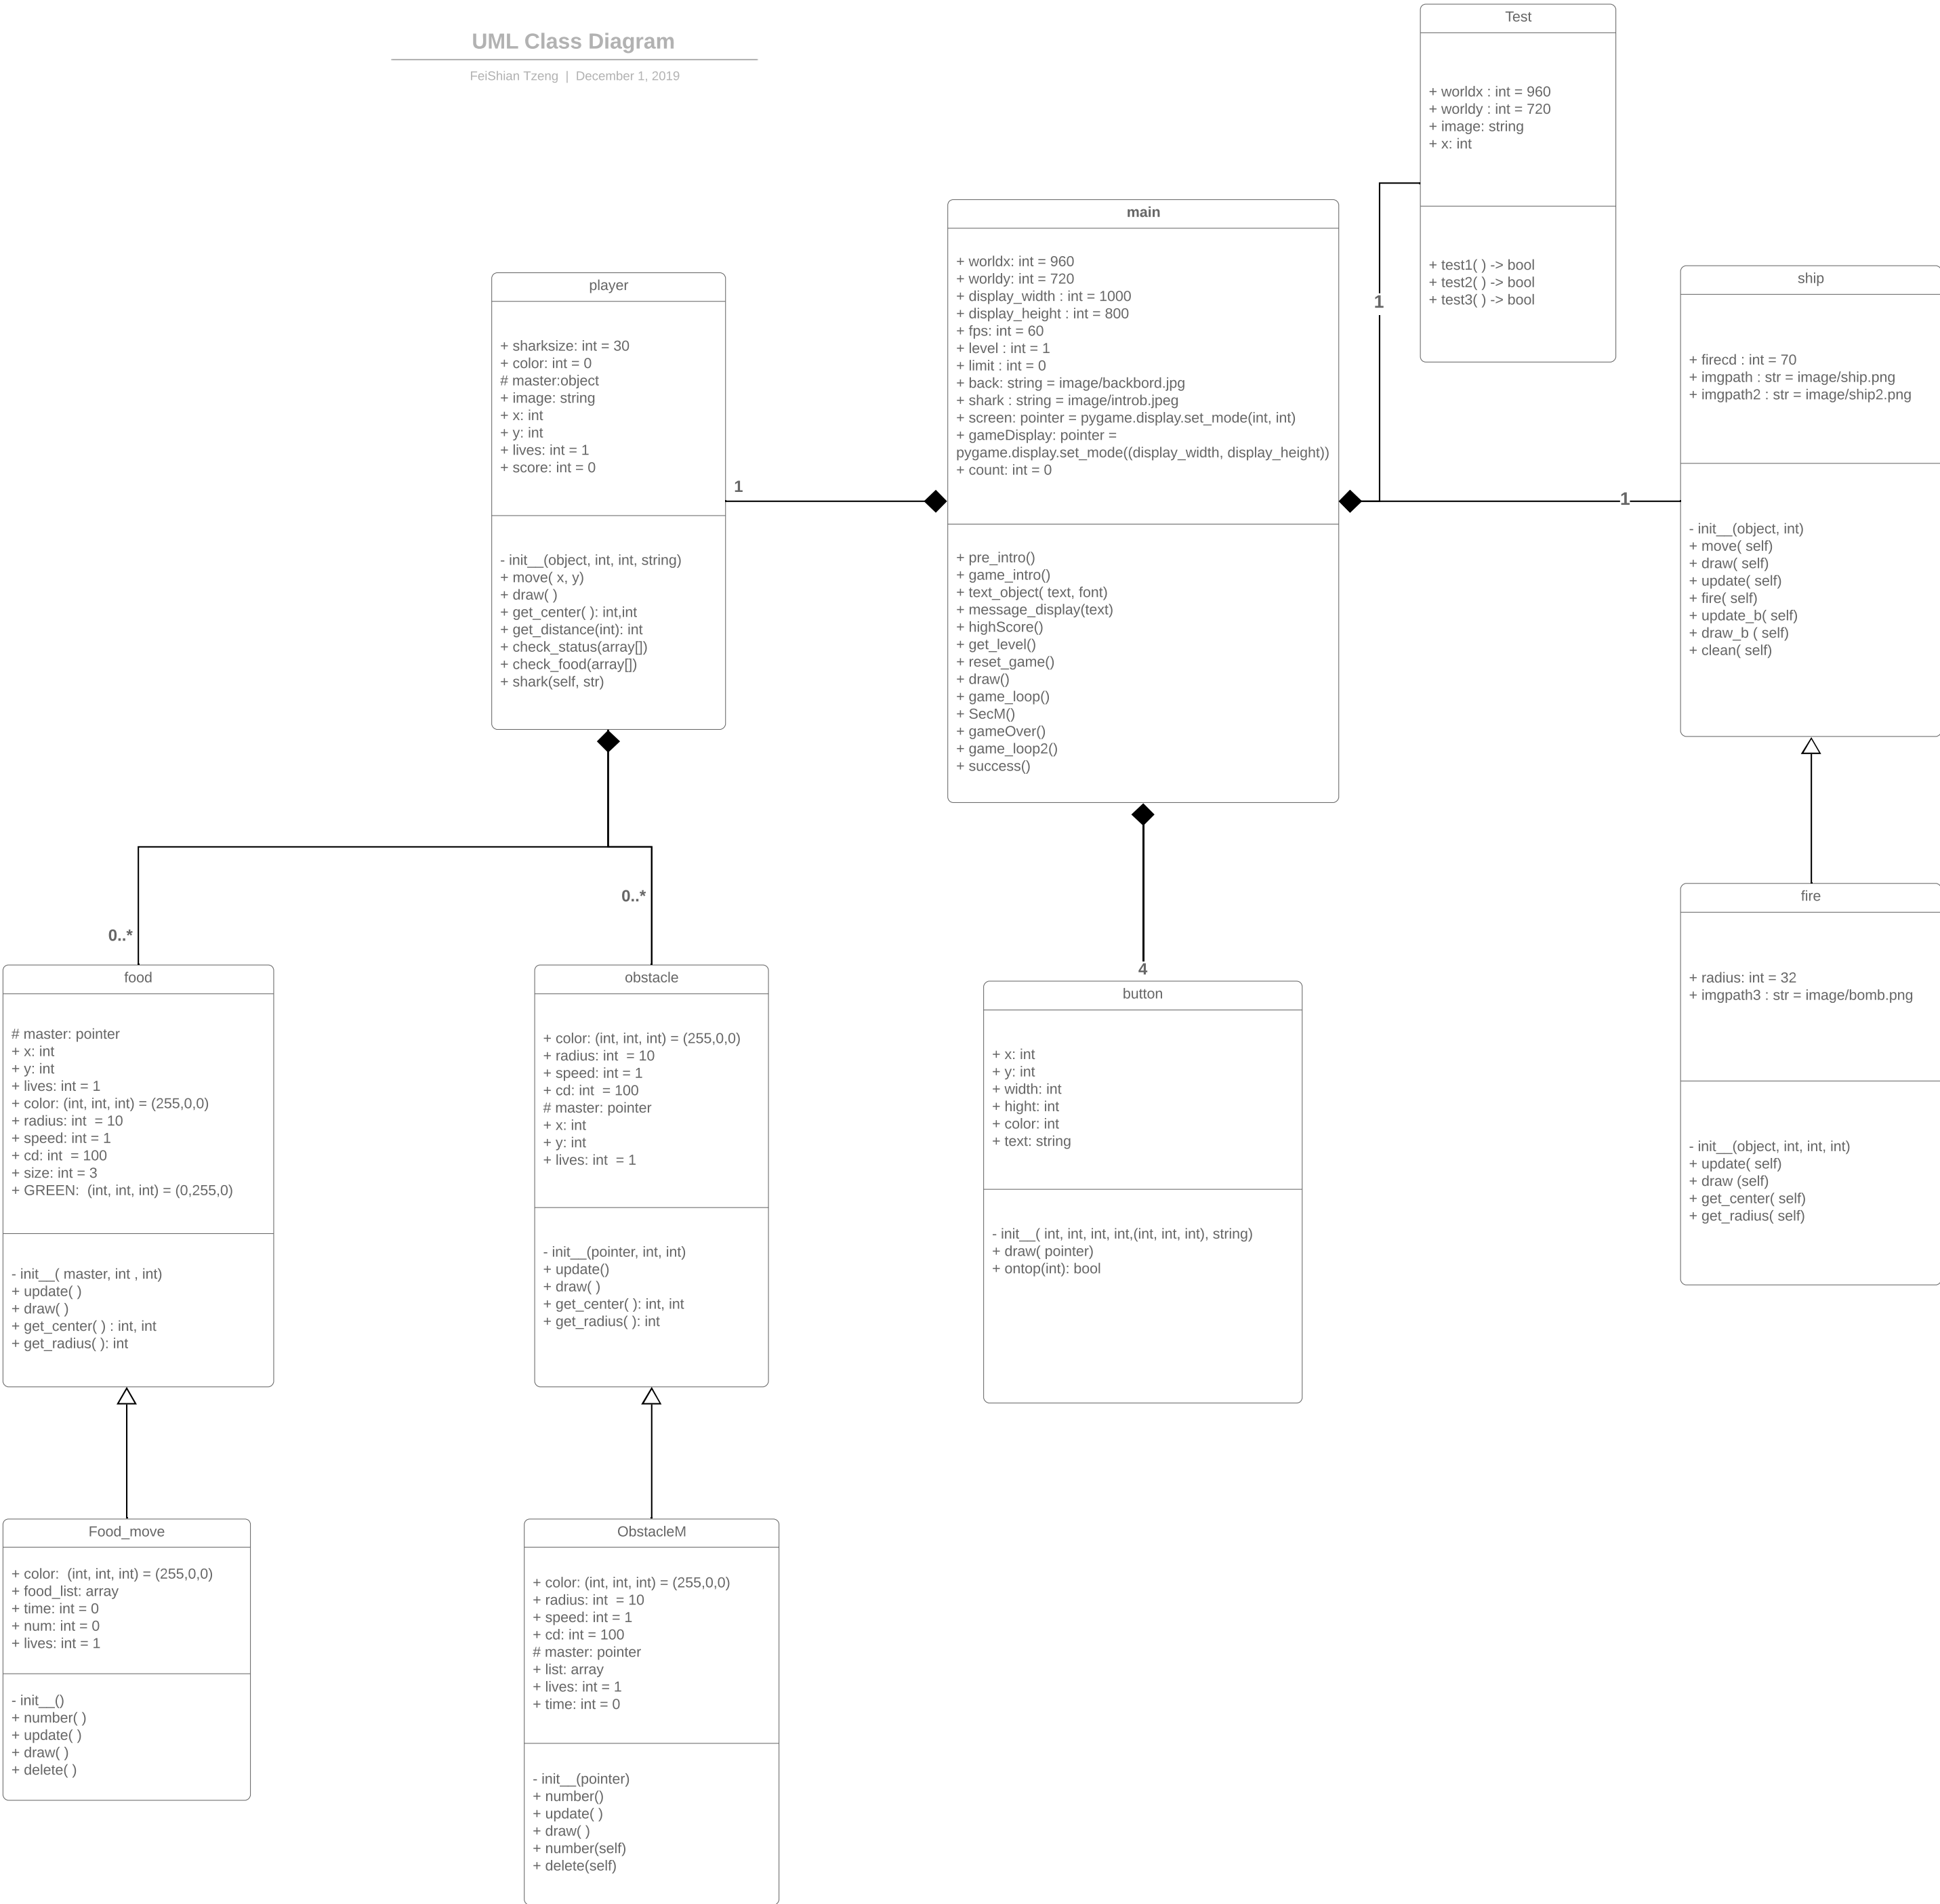 UML Class Diagram
FeiShian Tzeng | December 1, 2019
Test
+ worldx : int = 960
+ worldy : int = 720
+ image: string
+ x: int
+ test1( ) -> bool
+ test2( ) -> bool
+ test3( ) -> bool
main
+ worldx: int = 960
+ worldy: int = 720
+ display_width : int = 1000
+ display_height : int = 800
+ fps: int = 60
+ level : int = 1
+ limit : int = 0
+ back: string = image/backbord.jpg
+ shark : string = image/introb.jpeg
+ screen: pointer = pygame.display.set_mode(int, int)
+ gameDisplay: pointer =
pygame.display.set_mode((display_width, display_height))
+ count: int = 0
+ pre_intro()
+ game_intro()
+ text_object( text, font)
+ message_display(text)
+ highScore()
+ get_level()
+ reset_game()
+ draw()
+ game_loop()
+ SecM()
+ gameOver()
+ game_loop2()
+ success()
player
+ sharksize: int = 30
+ color: int = 0
# master:object
+ image: string
+ x: int
+ y: int
+ lives: int = 1
+ score: int = 0
- init__(object, int, int, string)
+ move( x, y)
+ draw( )
+ get_center( ): int,int
+ get_distance(int): int
+ check_status(array[])
+ check_food(array[])
+ shark(self, str)
1
1
1
ship
+ firecd : int = 70
+ imgpath : str = image/ship.png
+ imgpath2 : str = image/ship2.png
- init__(object, int)
+ move( self)
+ draw( self)
+ update( self)
+ fire( self)
+ update_b( self)
+ draw_b ( self)
+ clean( self)
0..*
0..*
4
food
# master: pointer
+ x: int
+ y: int
+ lives: int = 1
+ color: (int, int, int) = (255,0,0)
+ radius: int  = 10
+ speed: int = 1
+ cd: int  = 100
+ size: int = 3
+ GREEN:  (int, int, int) = (0,255,0)
- init__( master, int , int)
+ update( )
+ draw( )
+ get_center( ) : int, int
+ get_radius( ): int
obstacle
+ color: (int, int, int) = (255,0,0)
+ radius: int  = 10
+ speed: int = 1
+ cd: int  = 100
# master: pointer
+ x: int
+ y: int
+ lives: int  = 1
- init__(pointer, int, int)
+ update()
+ draw( )
+ get_center( ): int, int
+ get_radius( ): int
button
+ x: int
+ y: int
+ width: int
+ hight: int
+ color: int
+ text: string
- init__( int, int, int, int,(int, int, int), string)
+ draw( pointer)
+ ontop(int): bool
fire
+ radius: int = 32
+ imgpath3 : str = image/bomb.png
- init__(object, int, int, int)
+ update( self)
+ draw (self)
+ get_center( self)
+ get_radius( self)
Food_move
+ color:  (int, int, int) = (255,0,0)
+ food_list: array
+ time: int = 0
+ num: int = 0
+ lives: int = 1
- init__()
+ number( )
+ update( )
+ draw( )
+ delete( )
ObstacleM
+ color: (int, int, int) = (255,0,0)
+ radius: int  = 10
+ speed: int = 1
+ cd: int = 100
# master: pointer
+ list: array
+ lives: int = 1
+ time: int = 0
- init__(pointer)
+ number()
+ update( )
+ draw( )
+ number(self)
+ delete(self)